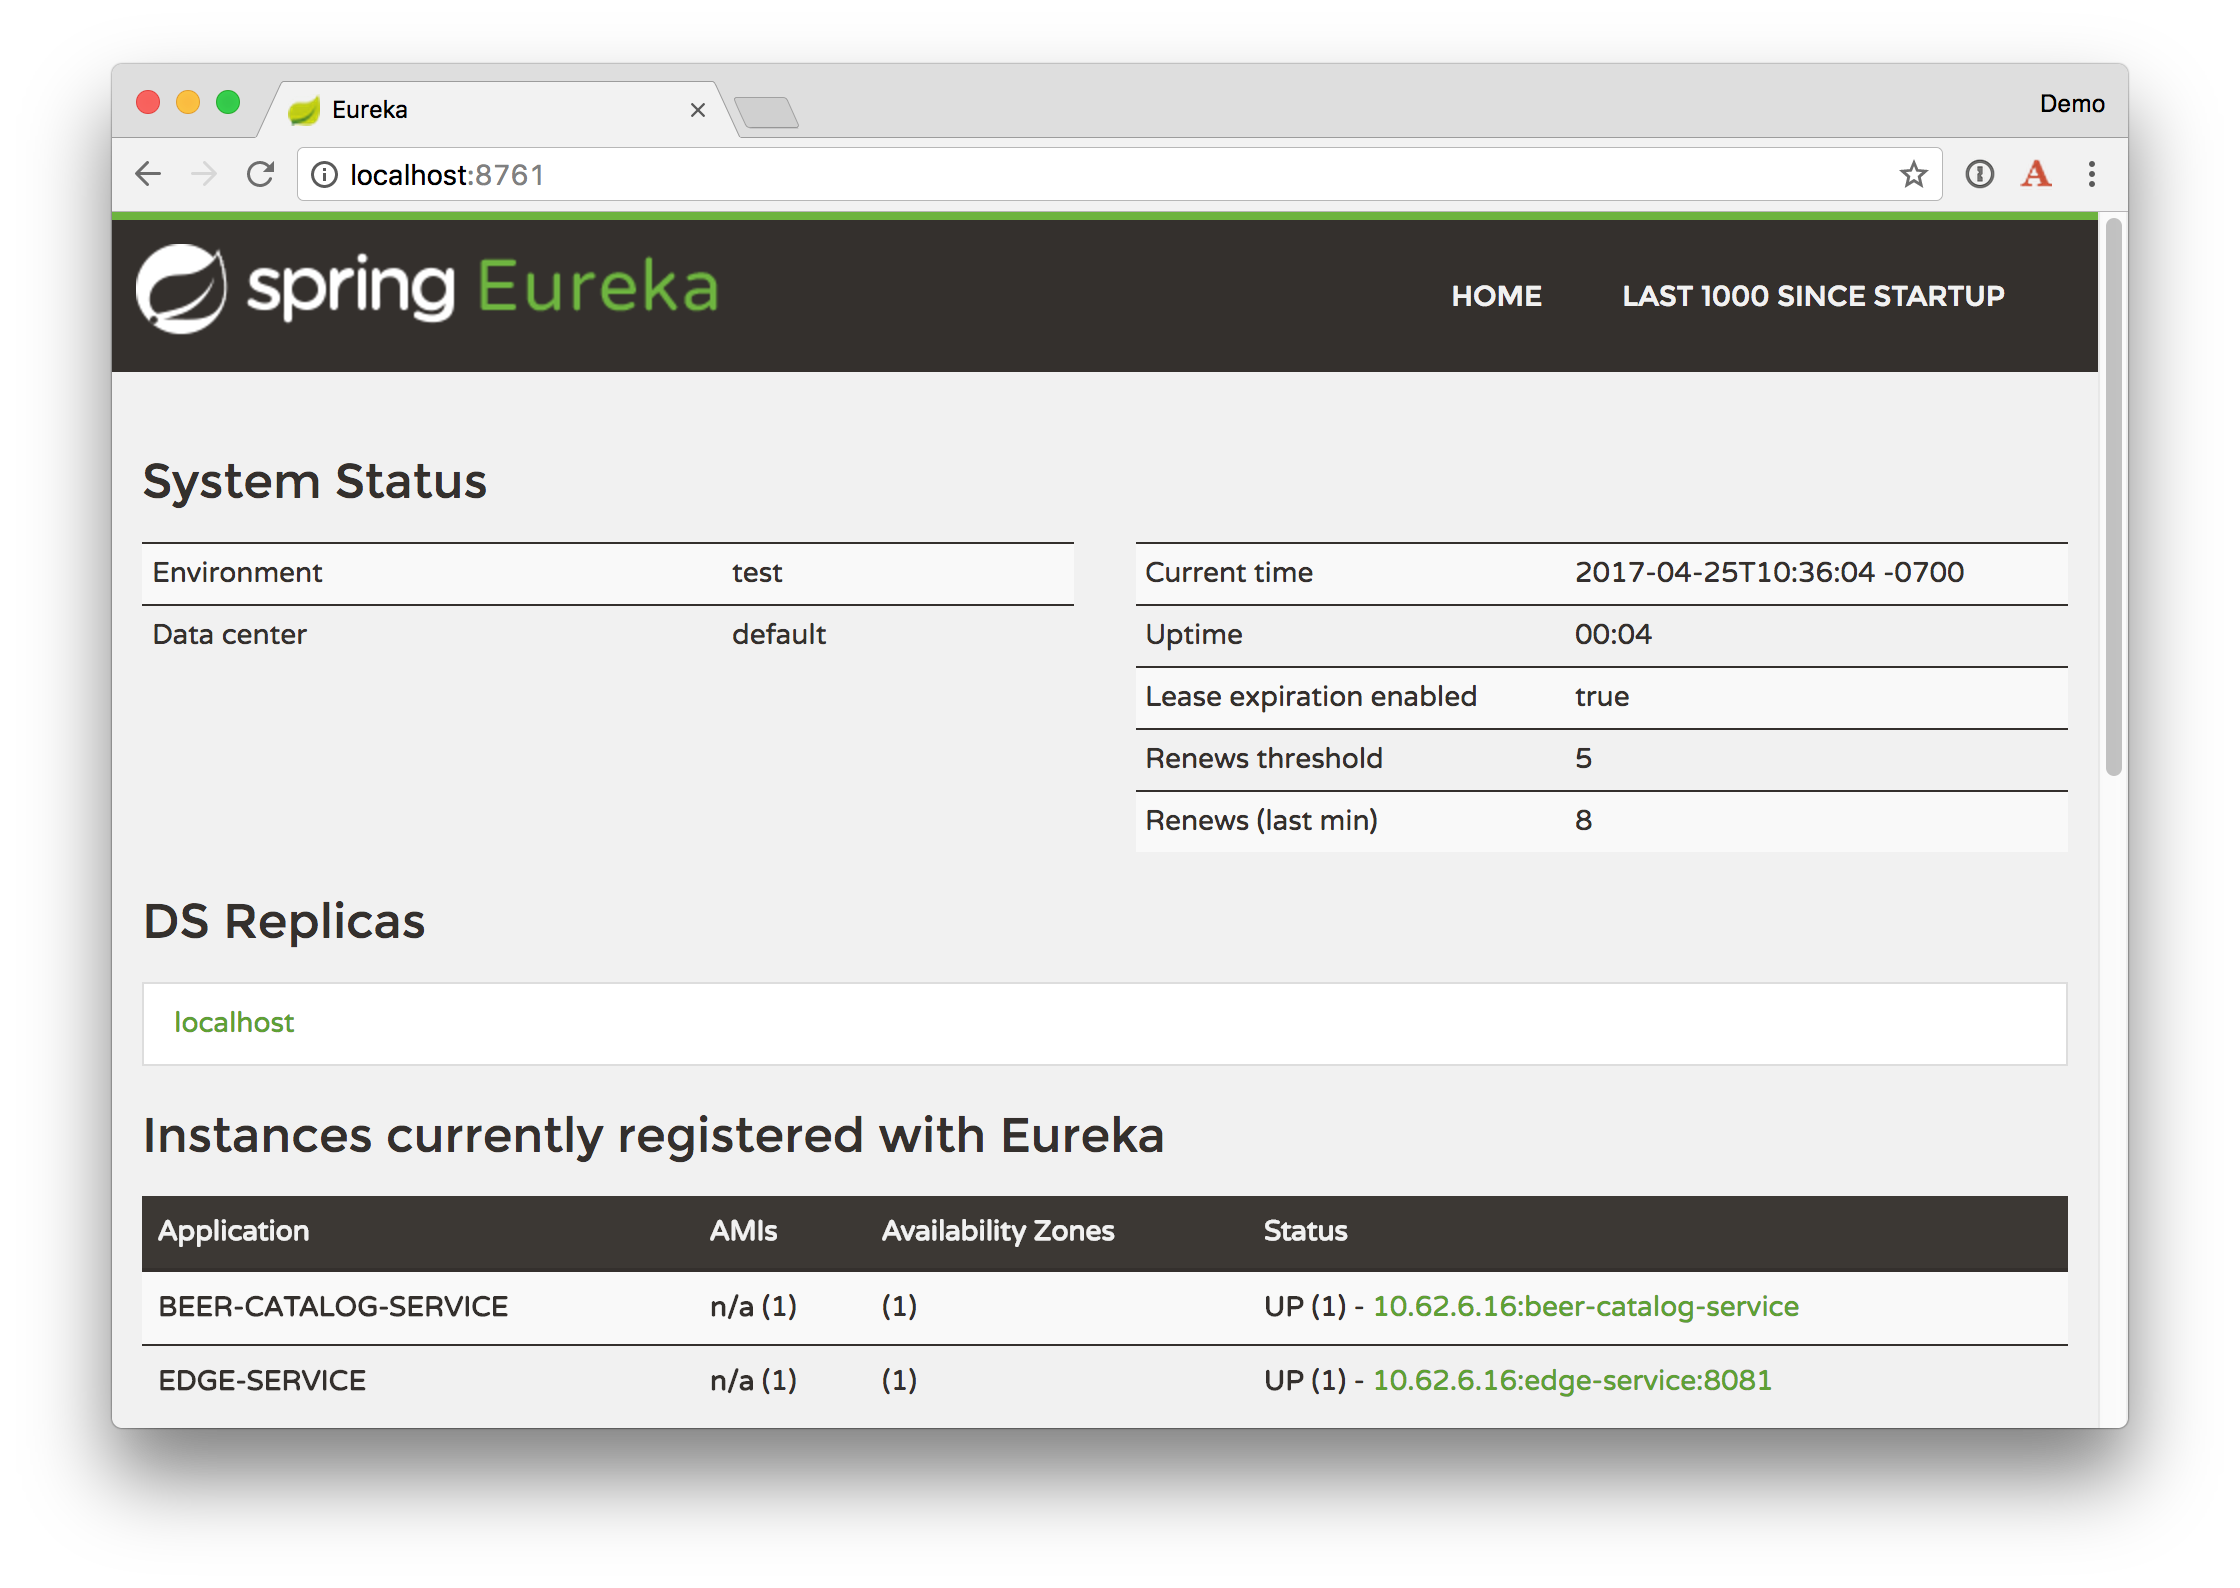 Eureka
Demo
localhost:8761
spring Eureka
HOME LAST 1000 SINCE STARTUP
System Status
Environment test
Data center default
Current time 2017-04-25T10:36:04 -0700
Uptime 00:04
Lease expiration enabled true
Renews threshold 5
Renews (last min) 8
DS Replicas
localhost
Instances currently registered with Eureka
Application AMIs Availability Zones Status
BEER-CATALOG-SERVICE n/a (1) (1) UP (1) - 10.62.6.16:beer-catalog-service
EDGE-SERVICE n/a (1) (1) UP (1) - 10.62.6.16:edge-service:8081